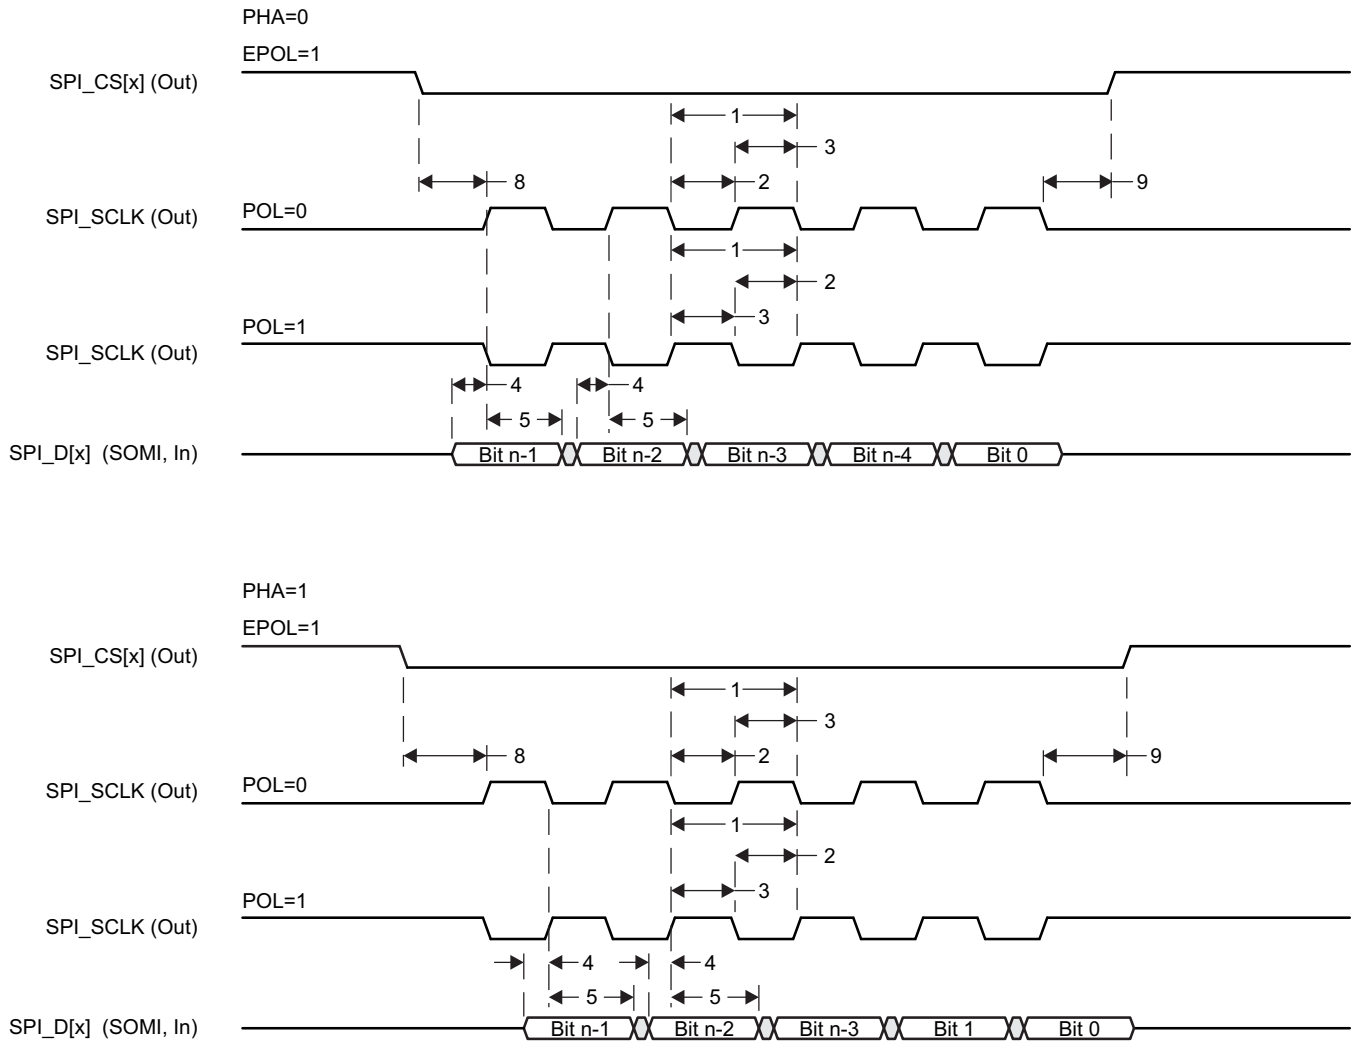 PHA=0
EPOL=1
SPI_CS[x] (Out)
1
3
8
2
9
SPI_SCLK (Out)
POL=0
1
2
3
POL=1
SPI_SCLK (Out)
4
4
5
5
SPI_D[x] (SOMI, In)
Bit n-1
Bit n-2
Bit n-3
Bit n-4
Bit 0
PHA=1
EPOL=1
SPI_CS[x] (Out)
1
3
8
2
9
SPI_SCLK (Out)
POL=0
1
2
3
POL=1
SPI_SCLK (Out)
4
4
5
5
SPI_D[x] (SOMI, In)
Bit n-1
Bit n-2
Bit n-3
Bit 1
Bit 0